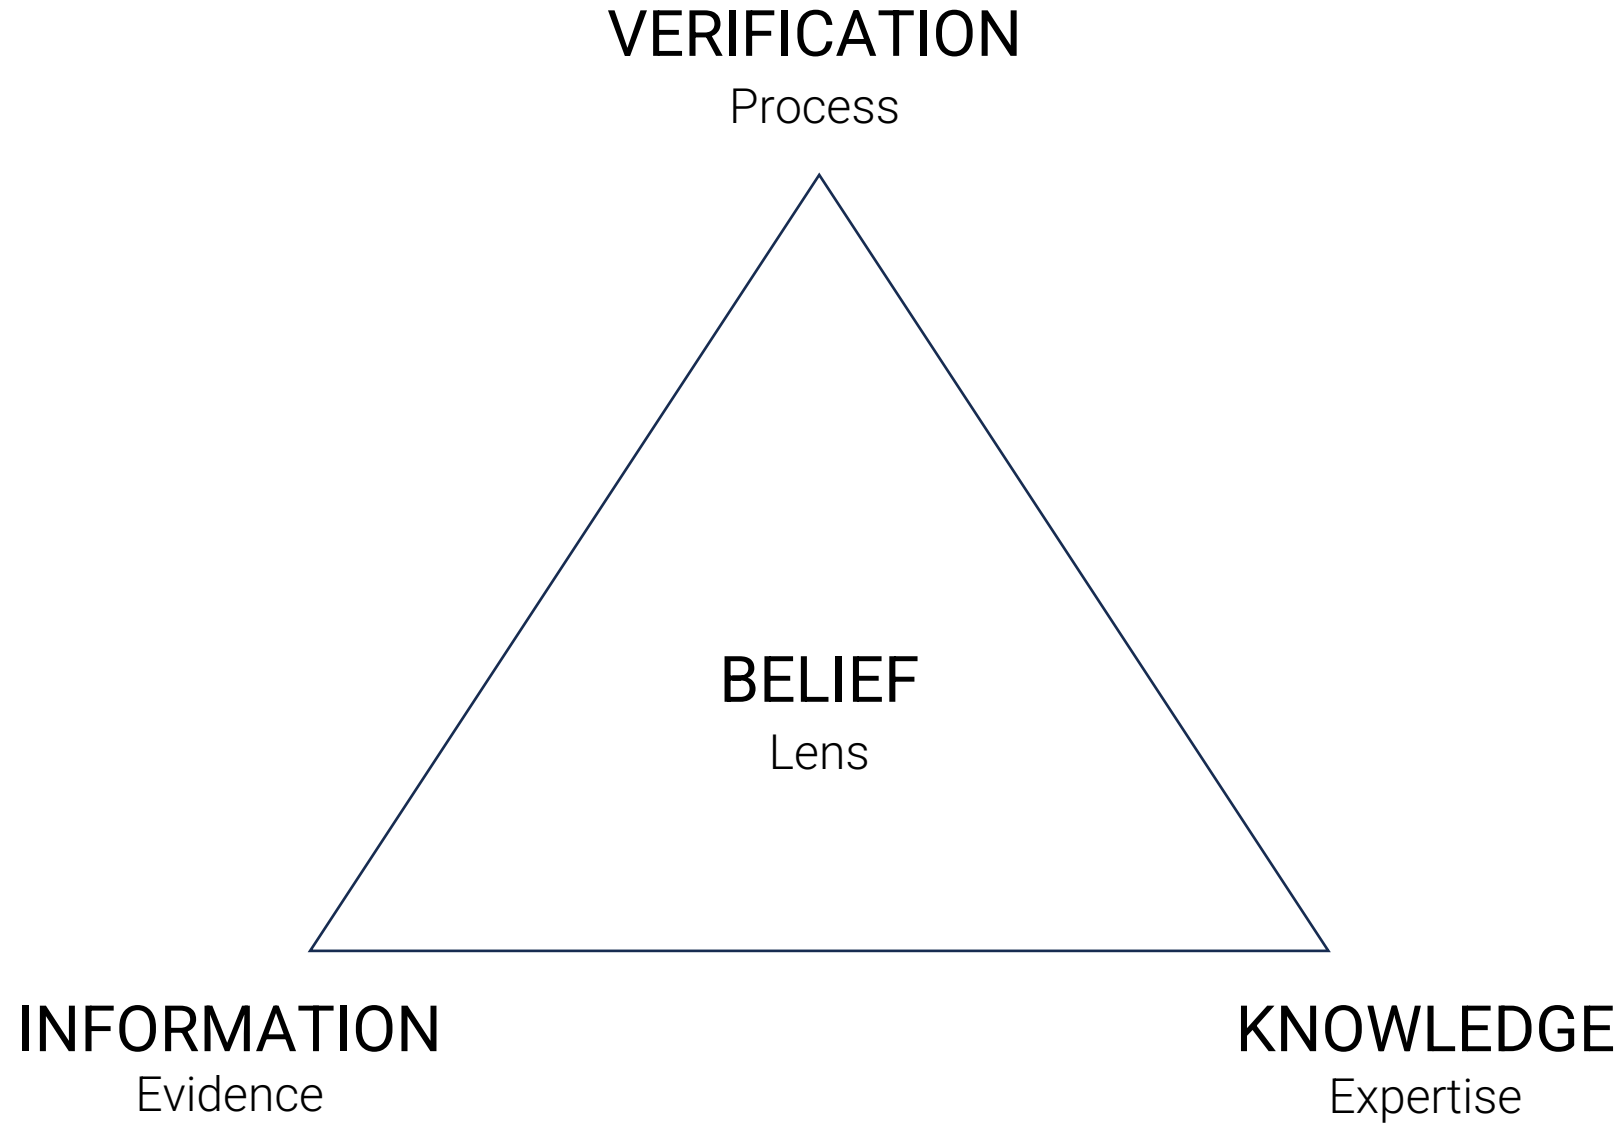 VERIFICATION
Process
BELIEF
Lens
INFORMATION
Evidence
KNOWLEDGE
Expertise